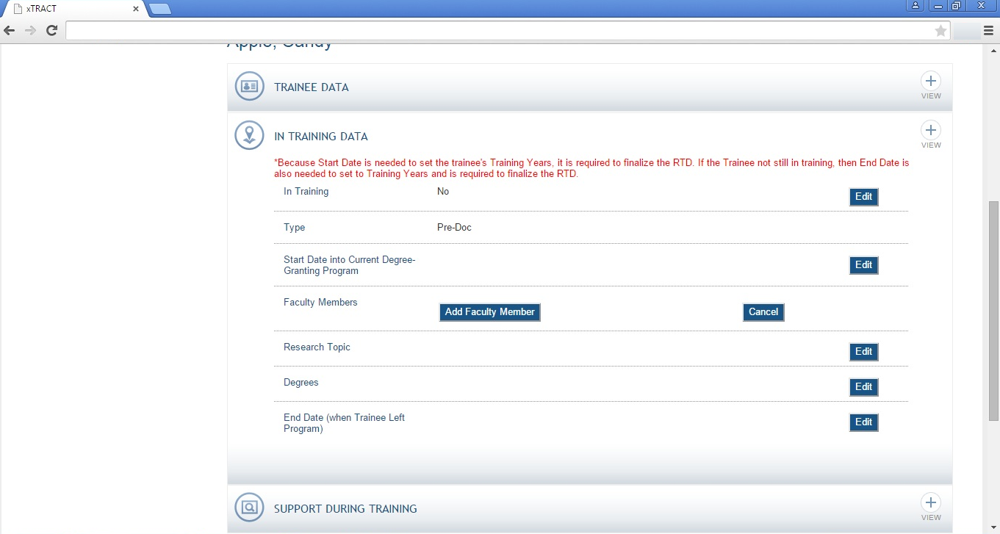 xTRACT
Apple, Candy
TRAINEE DATA
VIEW
IN TRAINING DATA
VIEW
*Because Start Date is needed to set the trainee's Training Years, it is required to finalize the RTD. If the Trainee not still in training, then End Date is
also needed to set to Training Years and is required to finalize the RTD.
In Training No Edit
Type Pre-Doc
Start Date into Current Degree-
Granting Program
Edit
Faculty Members
Add Faculty Member Cancel
Research Topic
Edit
Degrees
Edit
End Date (when Trainee Left
Program)
Edit
SUPPORT DURING TRAINING
VIEW